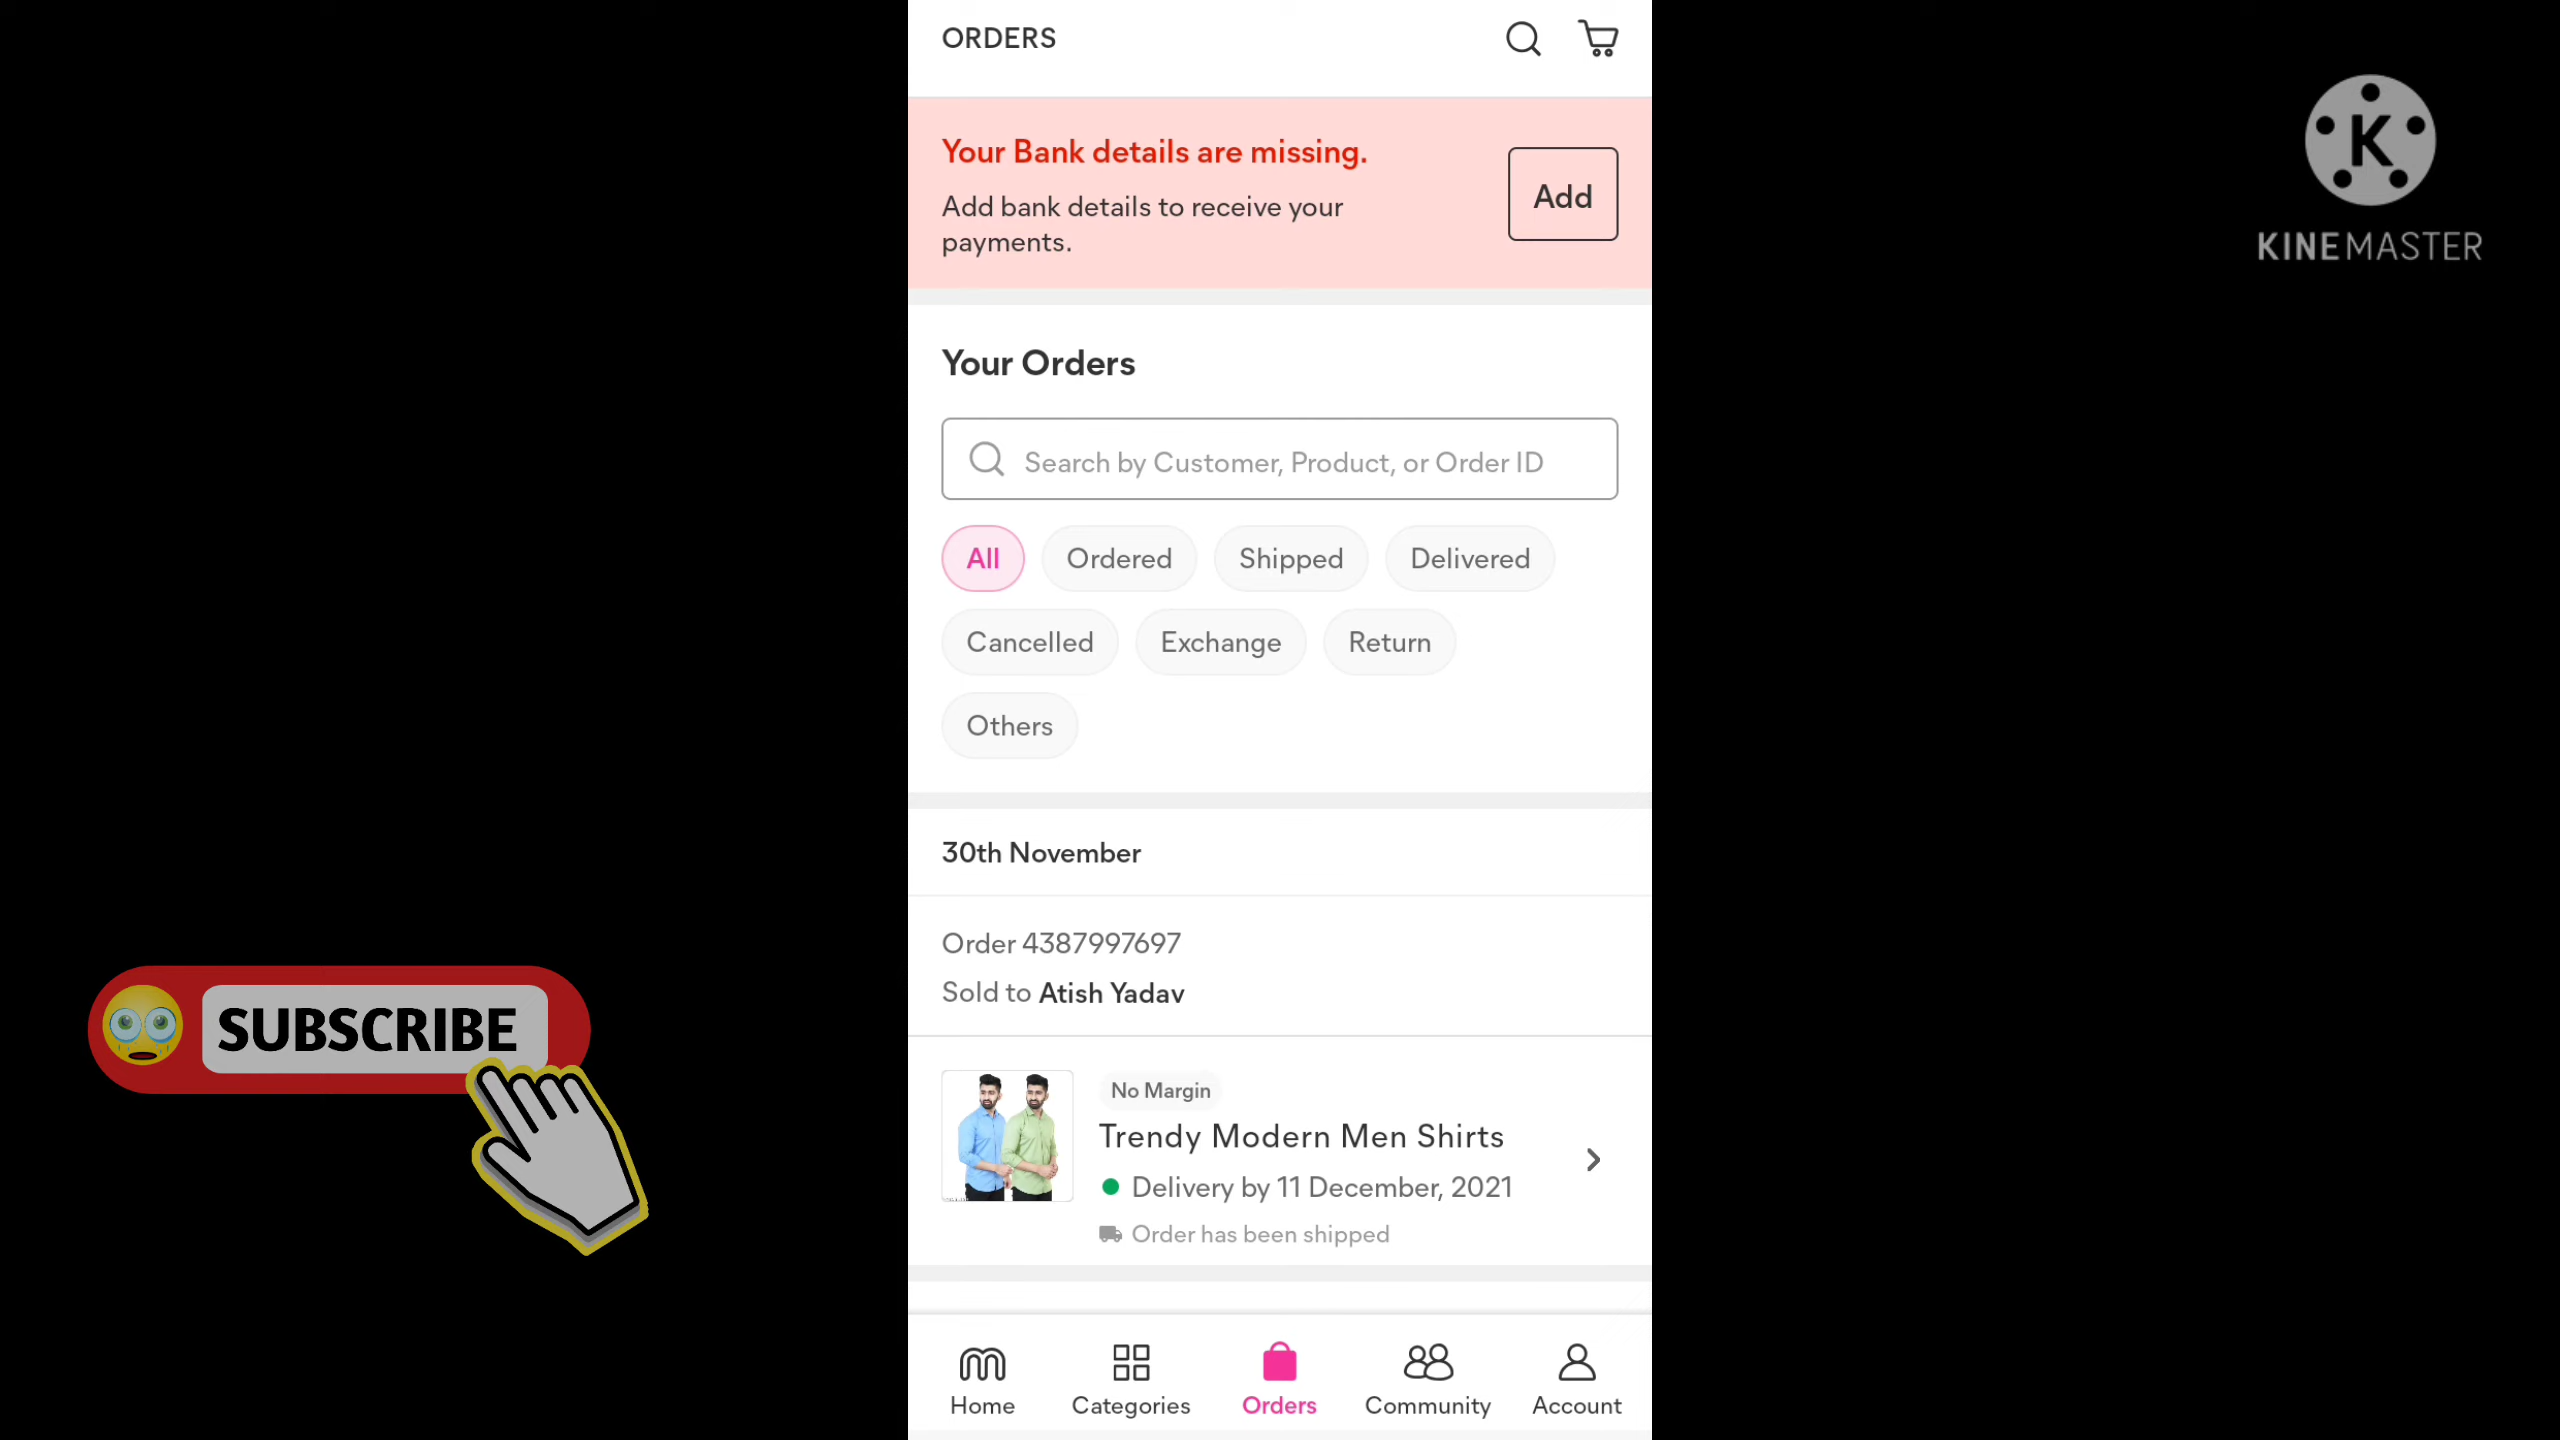 ORDERS
Your Bank details are missing.
Add bank details to receive your
payments.
Add
KINEMASTER
Your Orders
Search by Customer, Product, or Order ID
All Ordered Shipped Delivered
Cancelled Exchange Return
Others
30th November
Order 4387997697
Sold to Atish Yadav
No Margin
Trendy Modern Men Shirts
Delivery by 11 December, 2021
Order has been shipped
SUBSCRIBE
Home Categories Orders Community Account